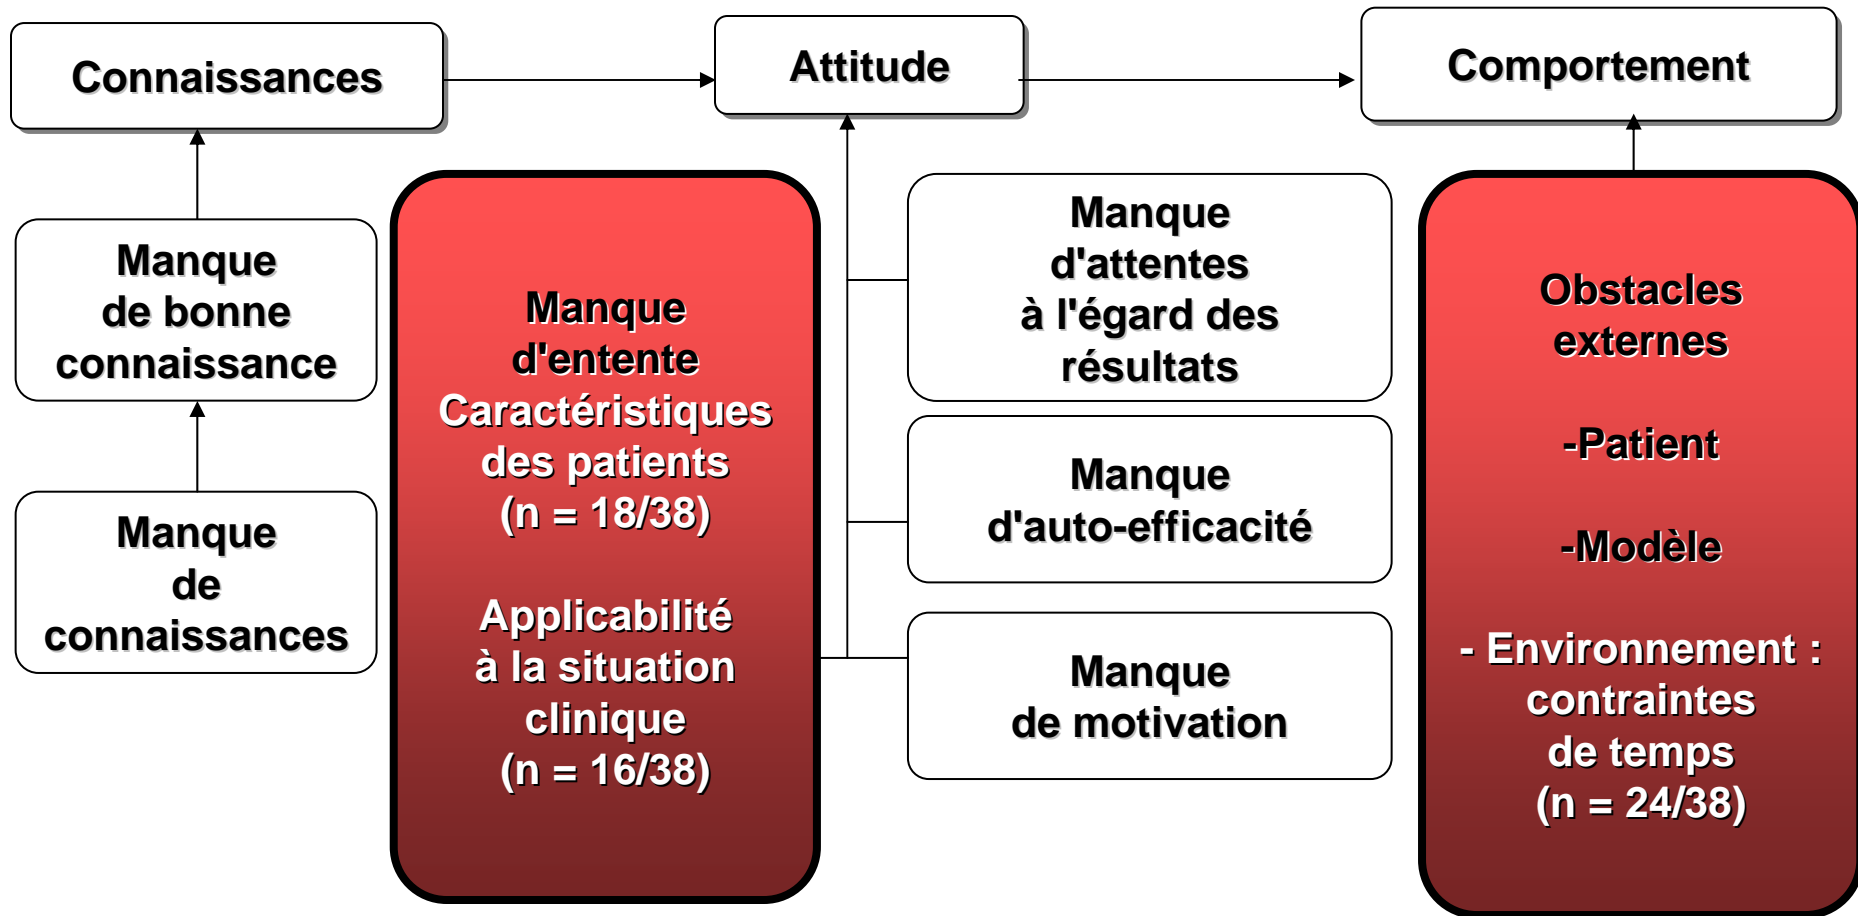 Connaissances
Attitude
Comportement
Manque
de bonne
connaissance
Manque
de
connaissances
Manque
d'entente
Caractéristiques
des patients
(n = 18/38)
Applicabilité
à la situation
clinique
(n = 16/38)
Manque
d'attentes
à l'égard des
résultats
Manque
d'auto-efficacité
Manque
de motivation
Obstacles
externes
-Patient
-Modèle
- Environnement :
contraintes
de temps
(n = 24/38)